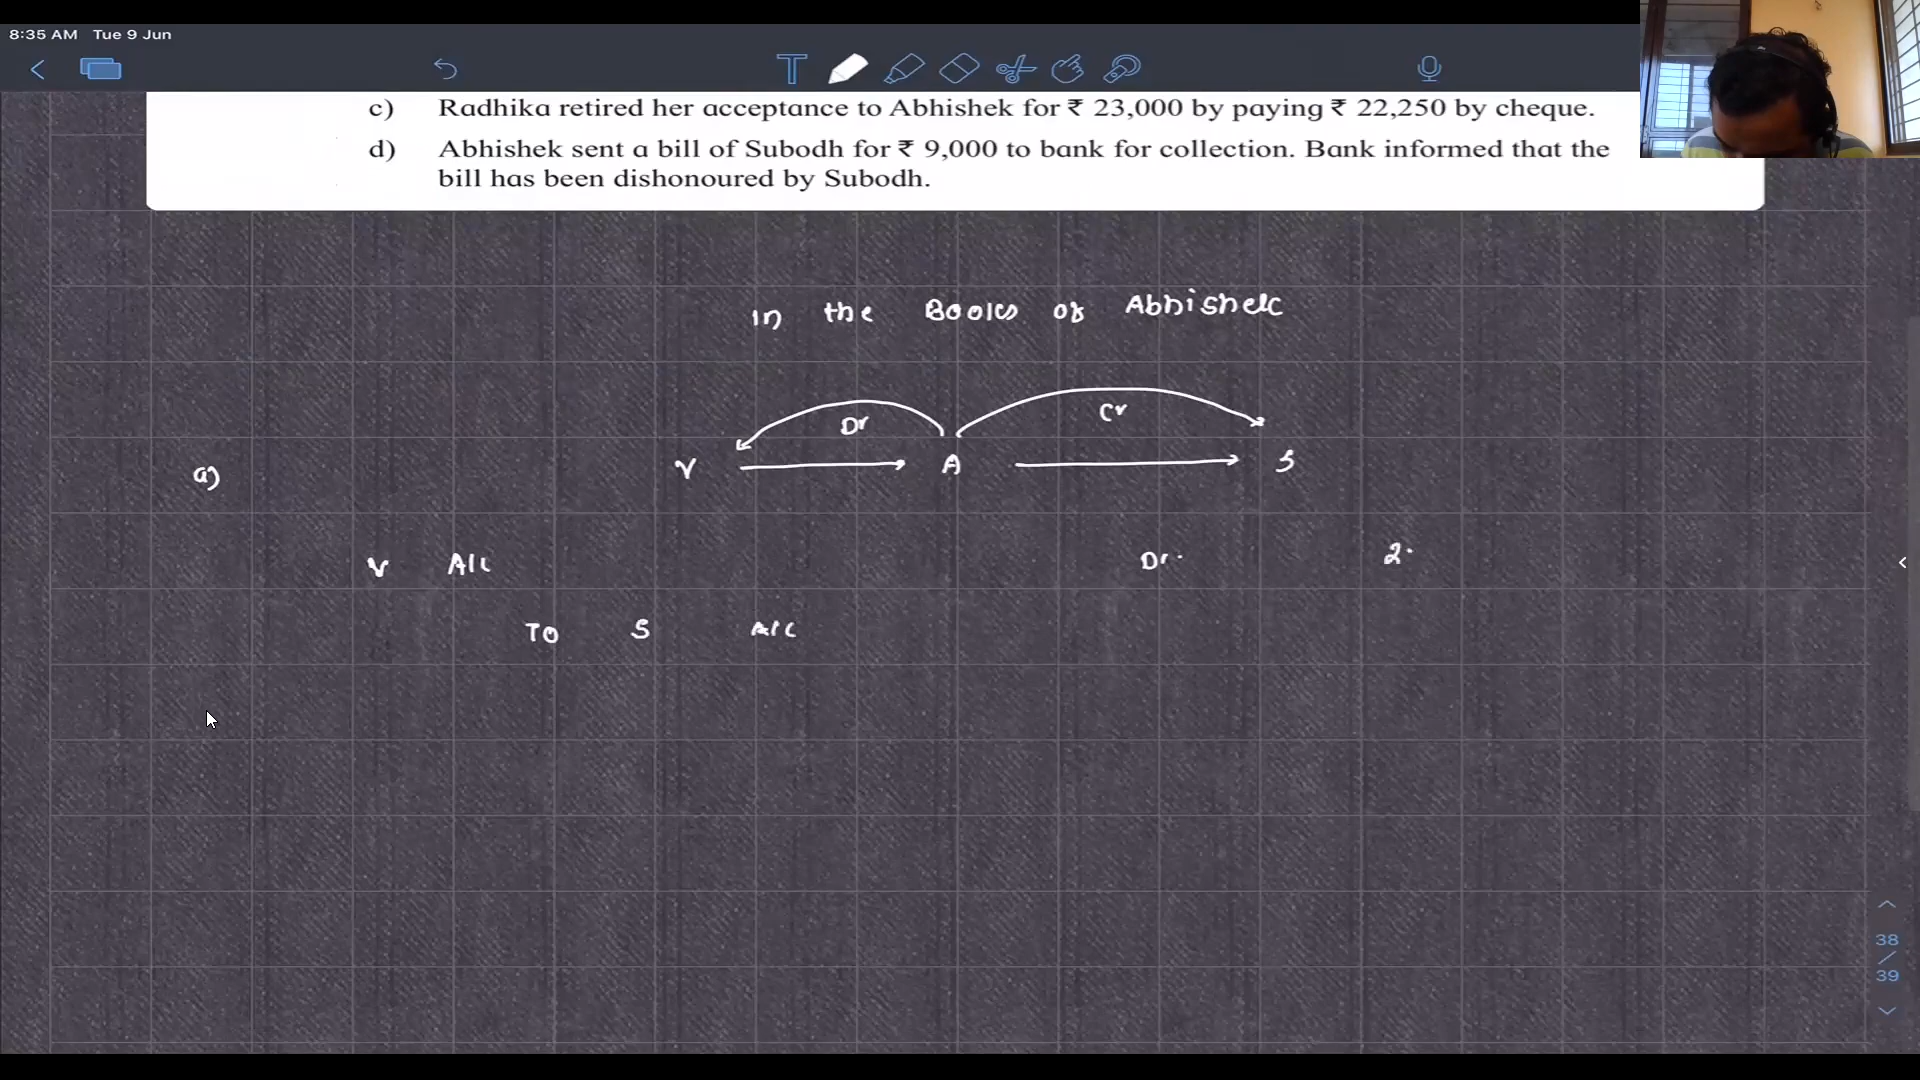 8:35 AM Tue 9 Jun
c) Radhika retired her acceptance to Abhishek for ₹ 23,000 by paying ₹ 22,250 by cheque.
d) Abhishek sent a bill of Subodh for ₹ 9,000 to bank for collection. Bank informed that the
bill has been dishonoured by Subodh.
In the Books of Abhishek
Dr Cr
a) V A S
V A/c Dr. 2.
To S A/c
38
/
39